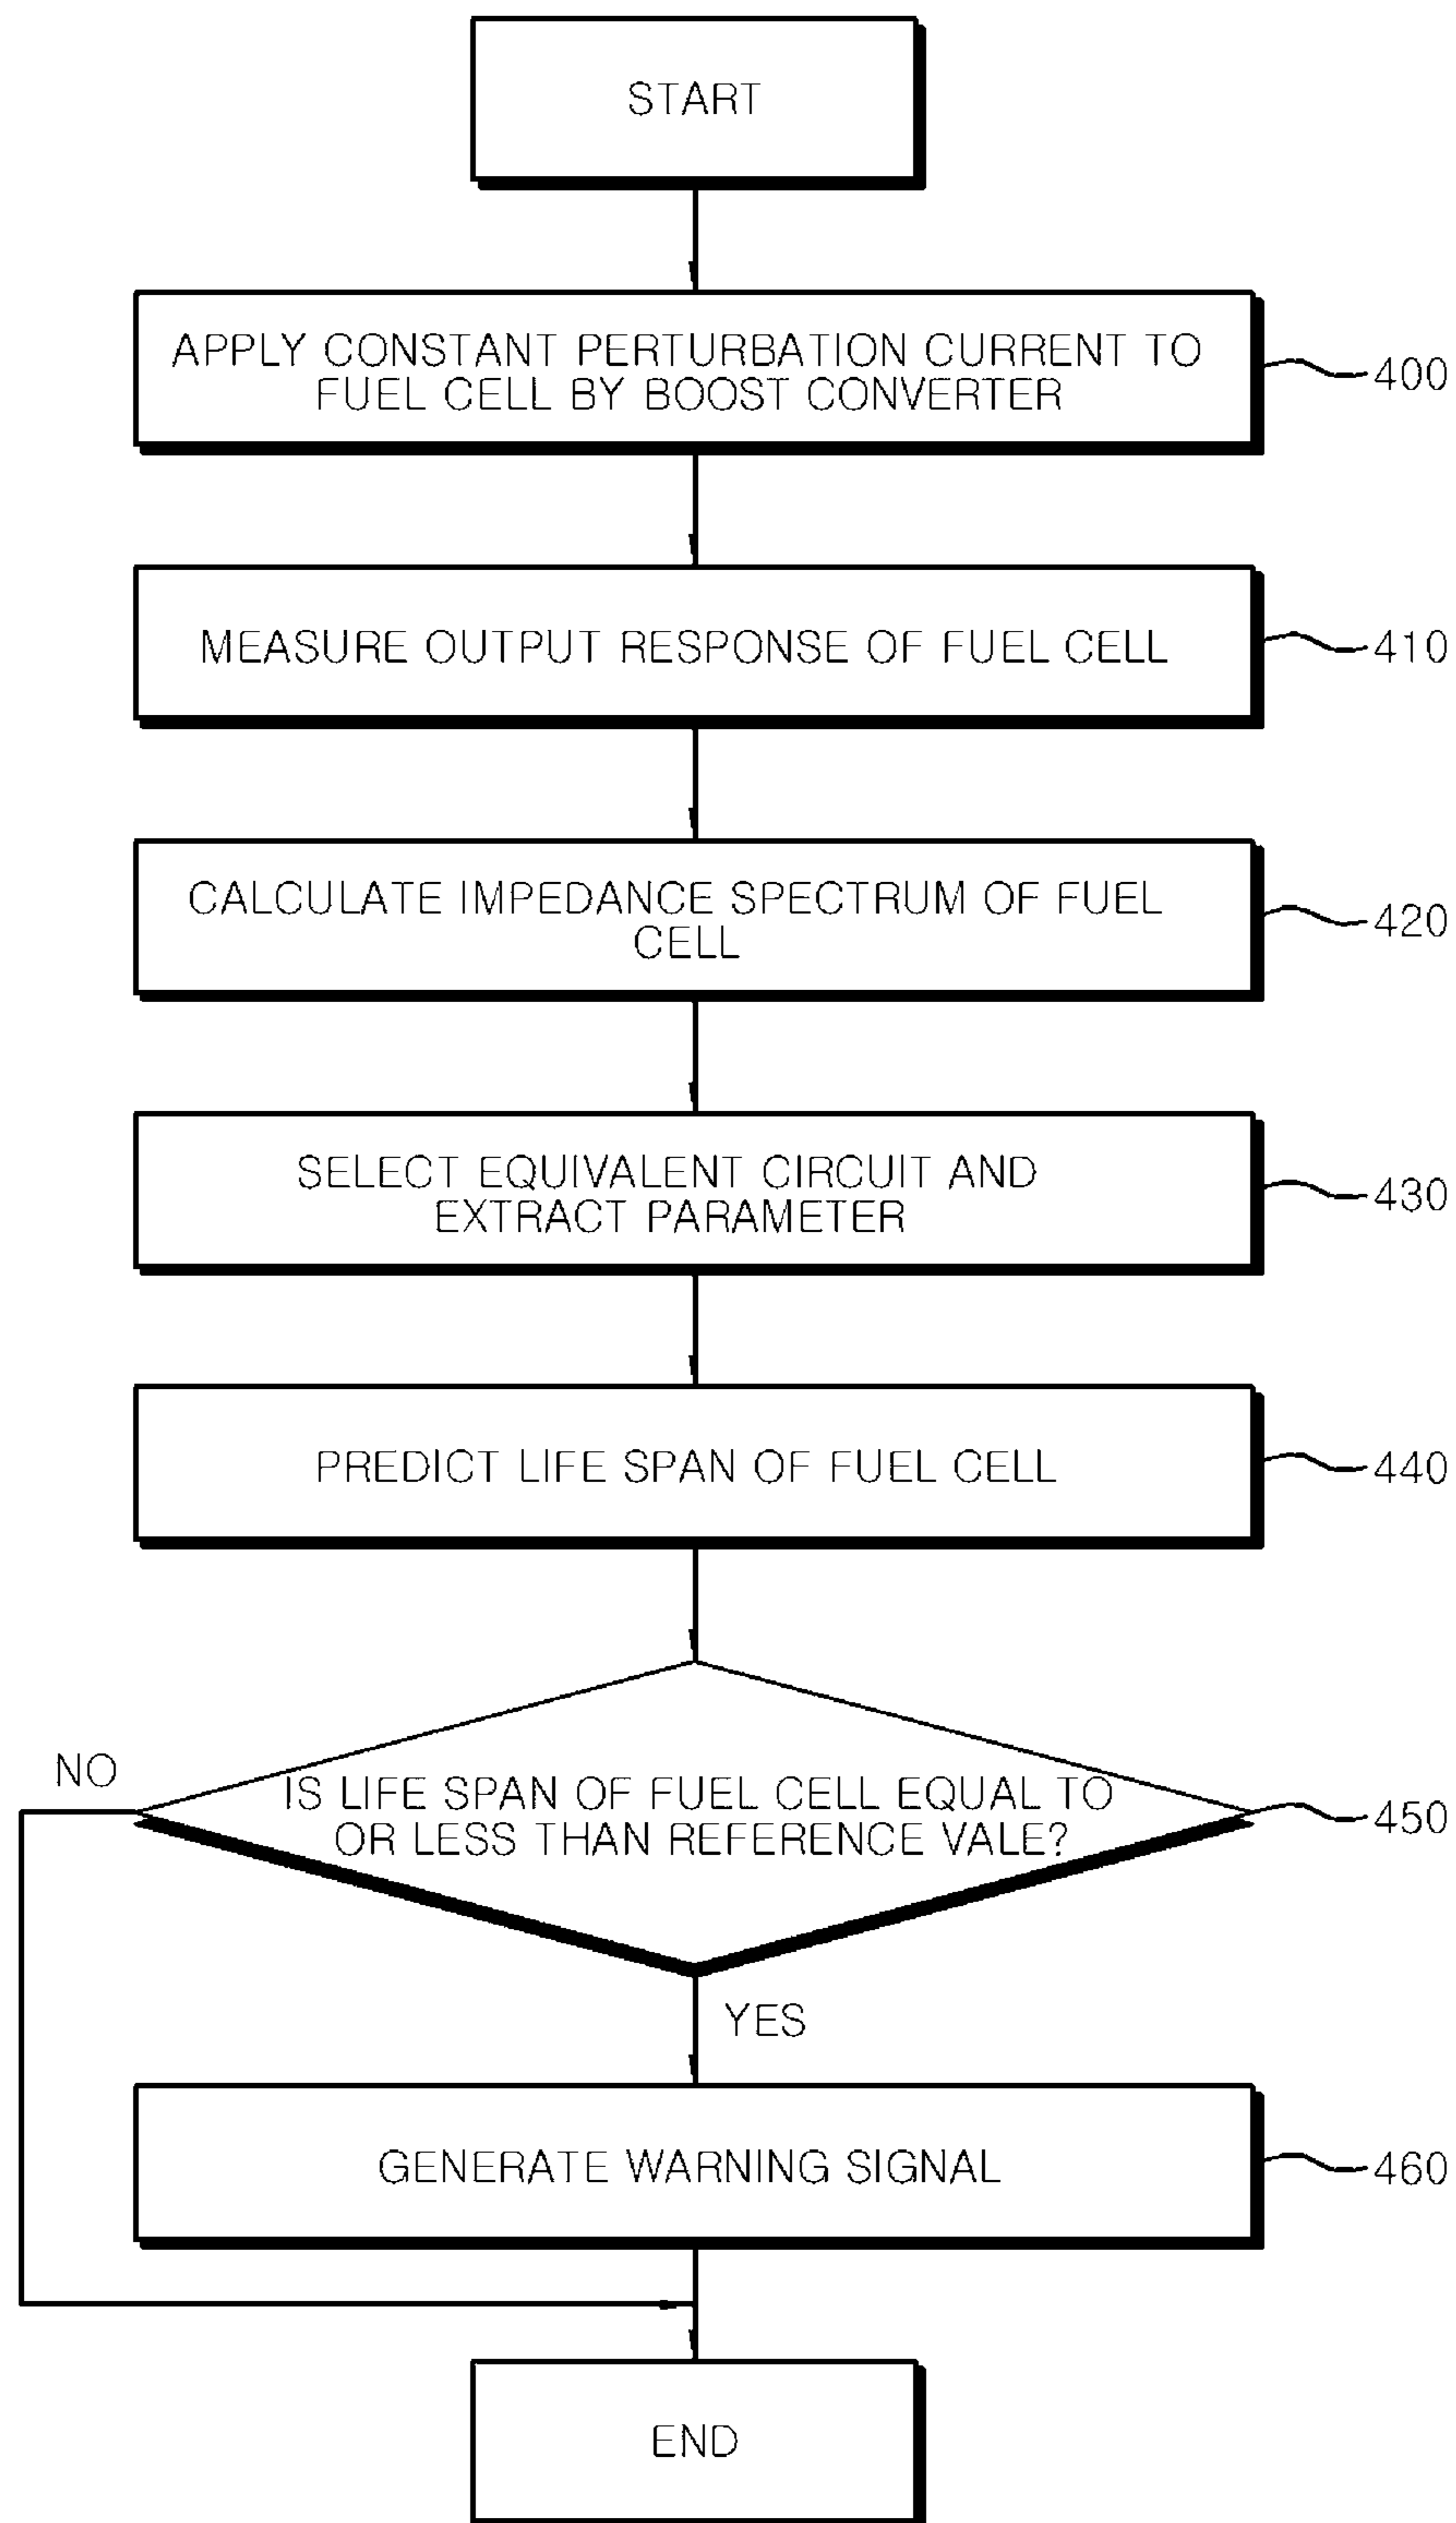 START
APPLY CONSTANT PERTURBATION CURRENT TO
FUEL CELL BY BOOST CONVERTER
400
MEASURE OUTPUT RESPONSE OF FUEL CELL
410
CALCULATE IMPEDANCE SPECTRUM OF FUEL
CELL
420
SELECT EQUIVALENT CIRCUIT AND
EXTRACT PARAMETER
430
PREDICT LIFE SPAN OF FUEL CELL
440
NO
IS LIFE SPAN OF FUEL CELL EQUAL TO
OR LESS THAN REFERENCE VALE?
450
YES
GENERATE WARNING SIGNAL
460
END